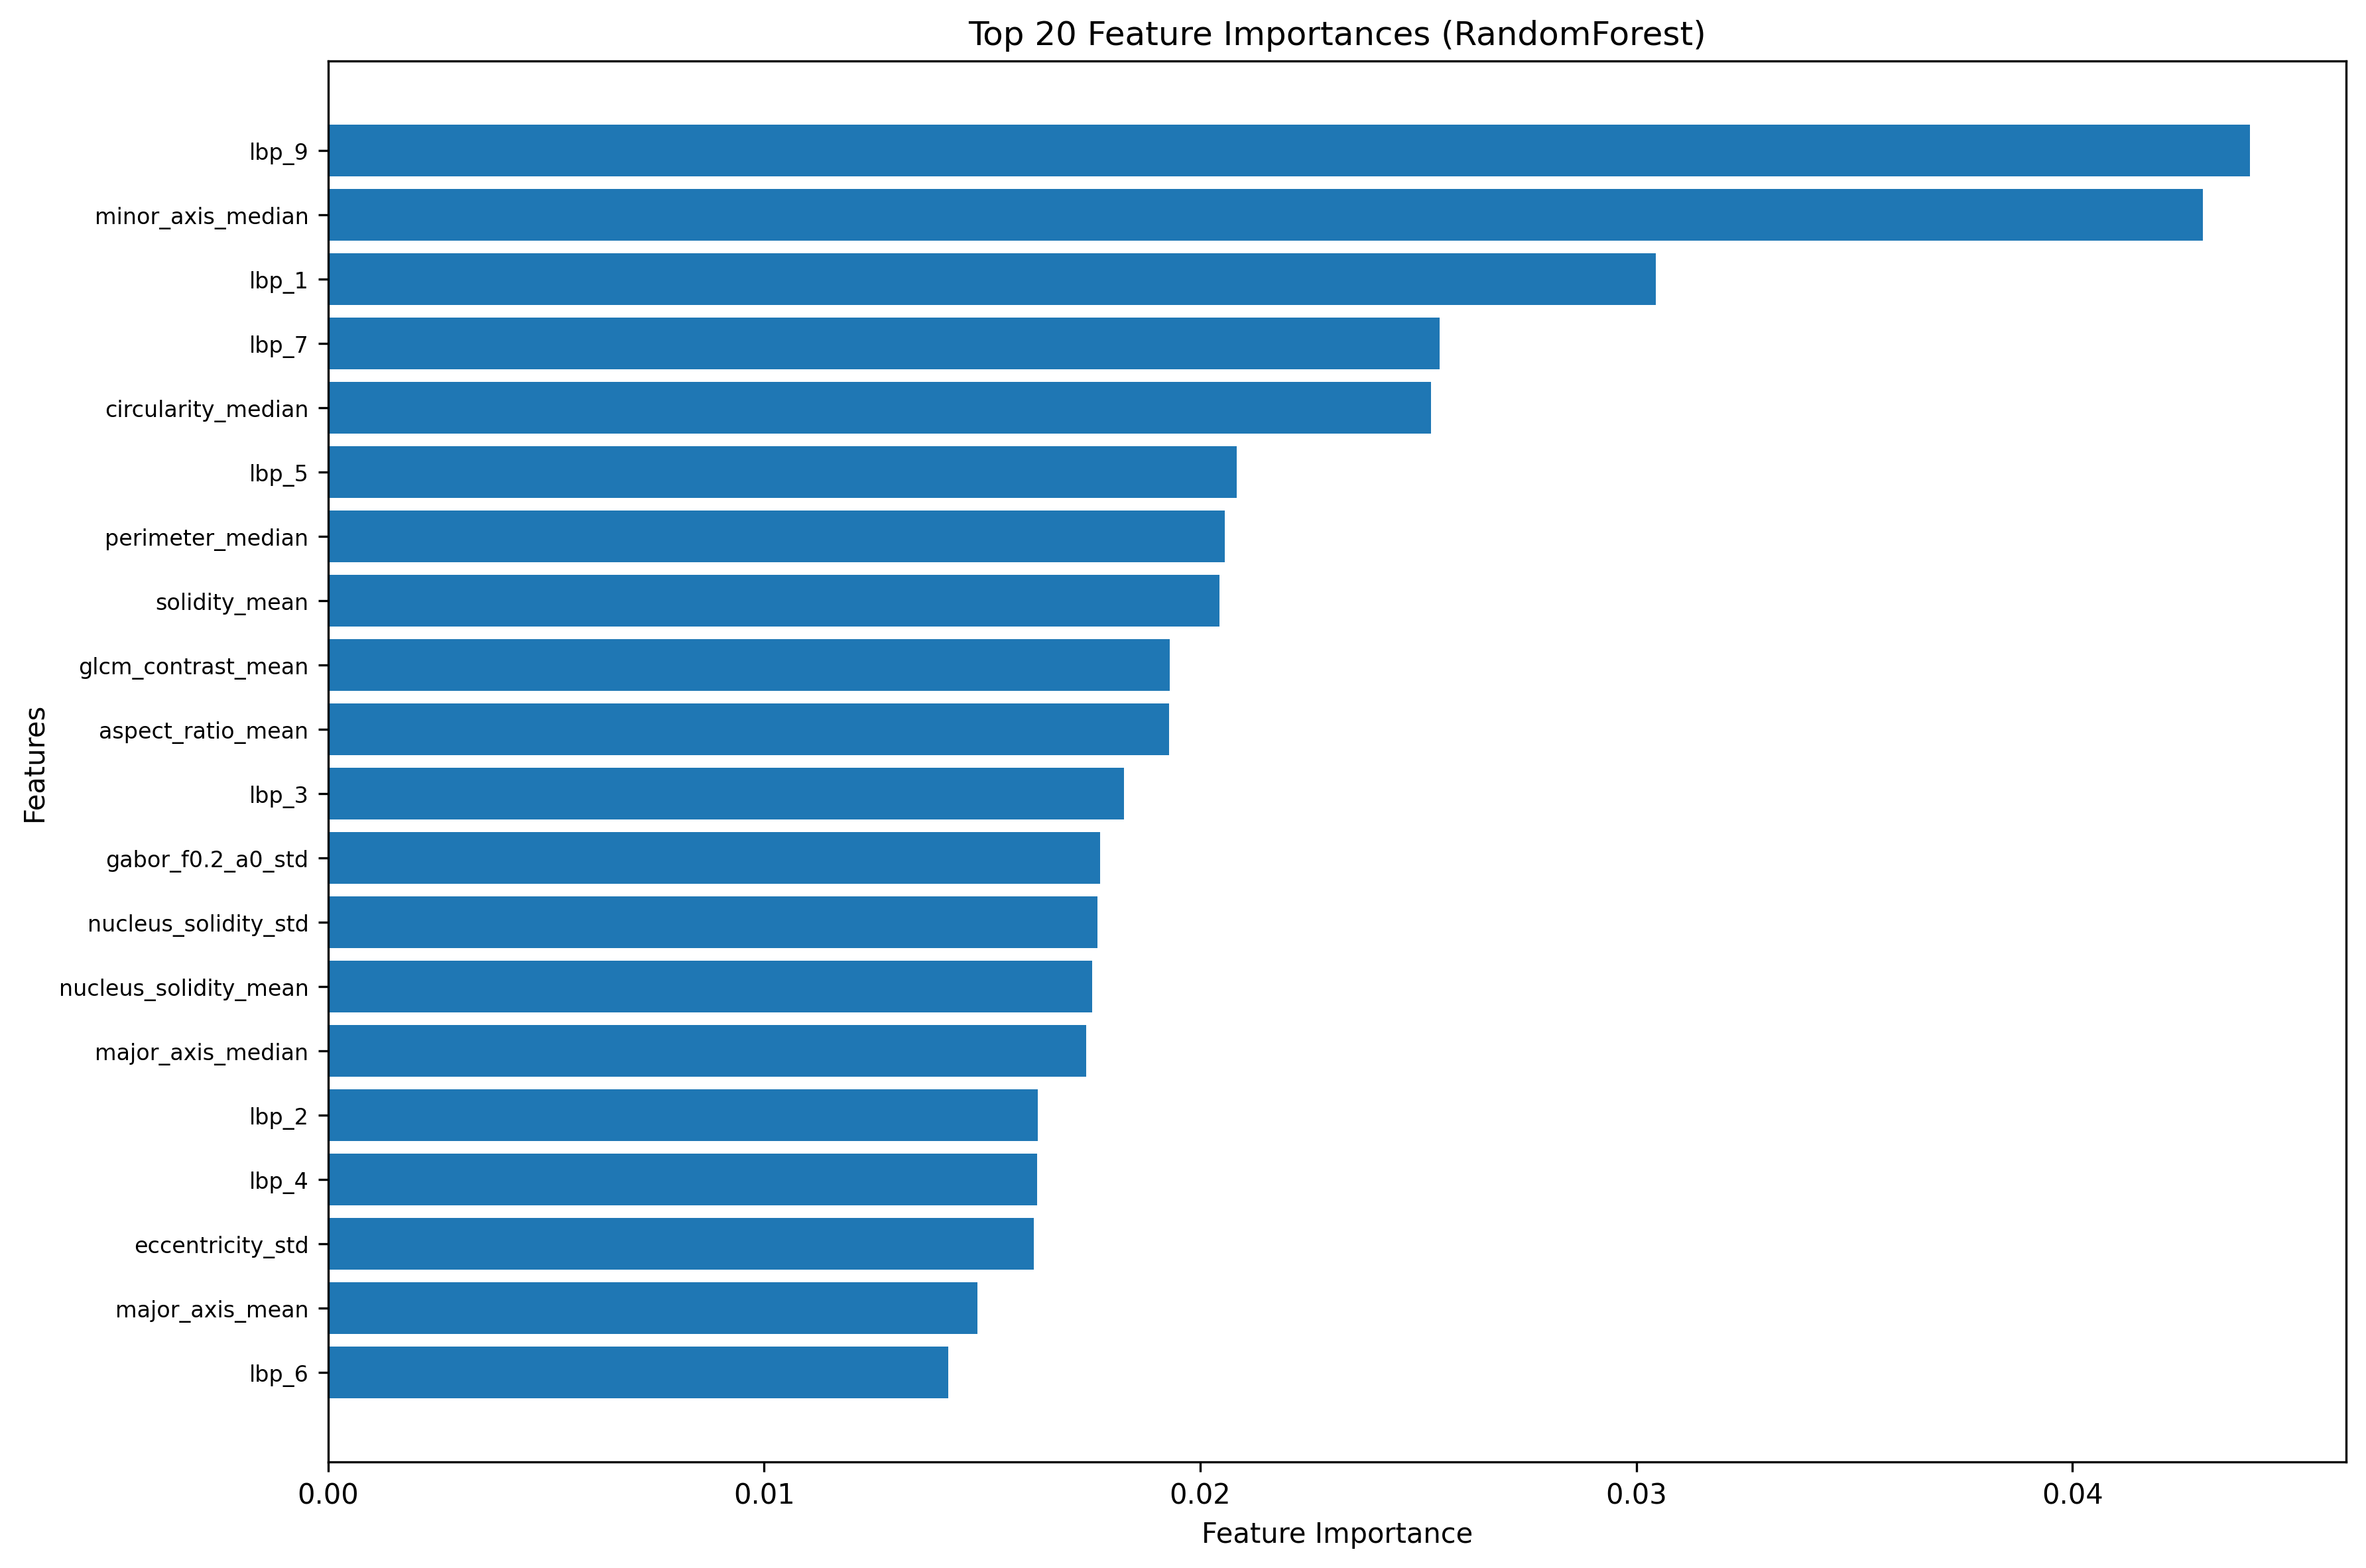 Top 20 Feature Importances (RandomForest)
lbp_9
minor_axis_median
lbp_1
lbp_7
circularity_median
lbp_5
perimeter_median
solidity_mean
glcm_contrast_mean
aspect_ratio_mean
lbp_3
gabor_f0.2_a0_std
nucleus_solidity_std
nucleus_solidity_mean
major_axis_median
lbp_2
lbp_4
eccentricity_std
major_axis_mean
lbp_6
Features
0.00 0.01 0.02 0.03 0.04
Feature Importance